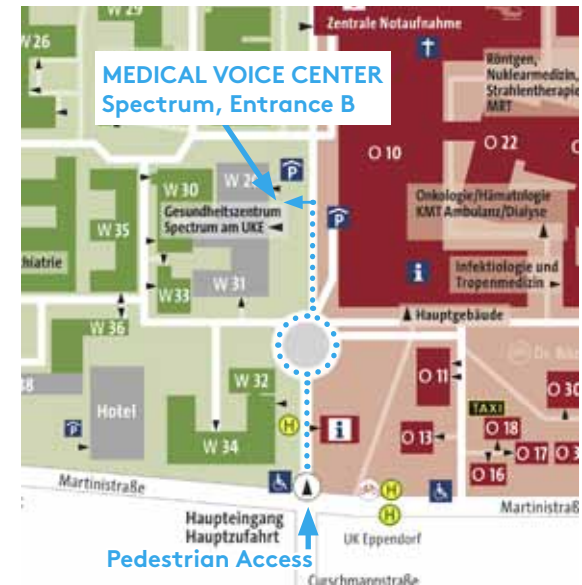 W 29
W 26
Zentrale Notaufnahme
MEDICAL VOICE CENTER
Spectrum, Entrance B
Röntgen,
Nuklearmedizin,
Strahlentherapie
MRT
O 10
O 22
W 30
P
Gesundheitszentrum
Spectrum am UKE
Onkologie/Hämatologie
KMT Ambulanz/Dialyse
P
W 35
hiatrie
i
Infektiologie und
Tropenmedizin
W 33
W 31
Hauptgebäude
W 36
W 32
O 11
O 30
Hotel
TAXI
P
H
i
W 34
O 13
O 18
O 17
O 16
Martinistraße
H
Martinistraß
H
Haupteingang
Hauptzufahrt
UK Eppendorf
Pedestrian Access
Curschmannstraße